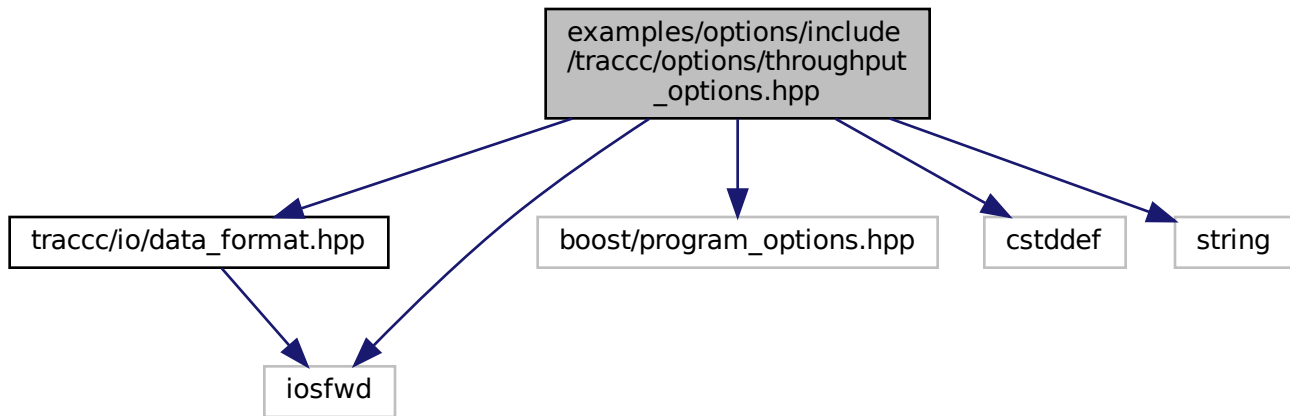 examples/options/include
/traccc/options/throughput
_options.hpp
traccc/io/data_format.hpp
boost/program_options.hpp
cstddef
string
iosfwd